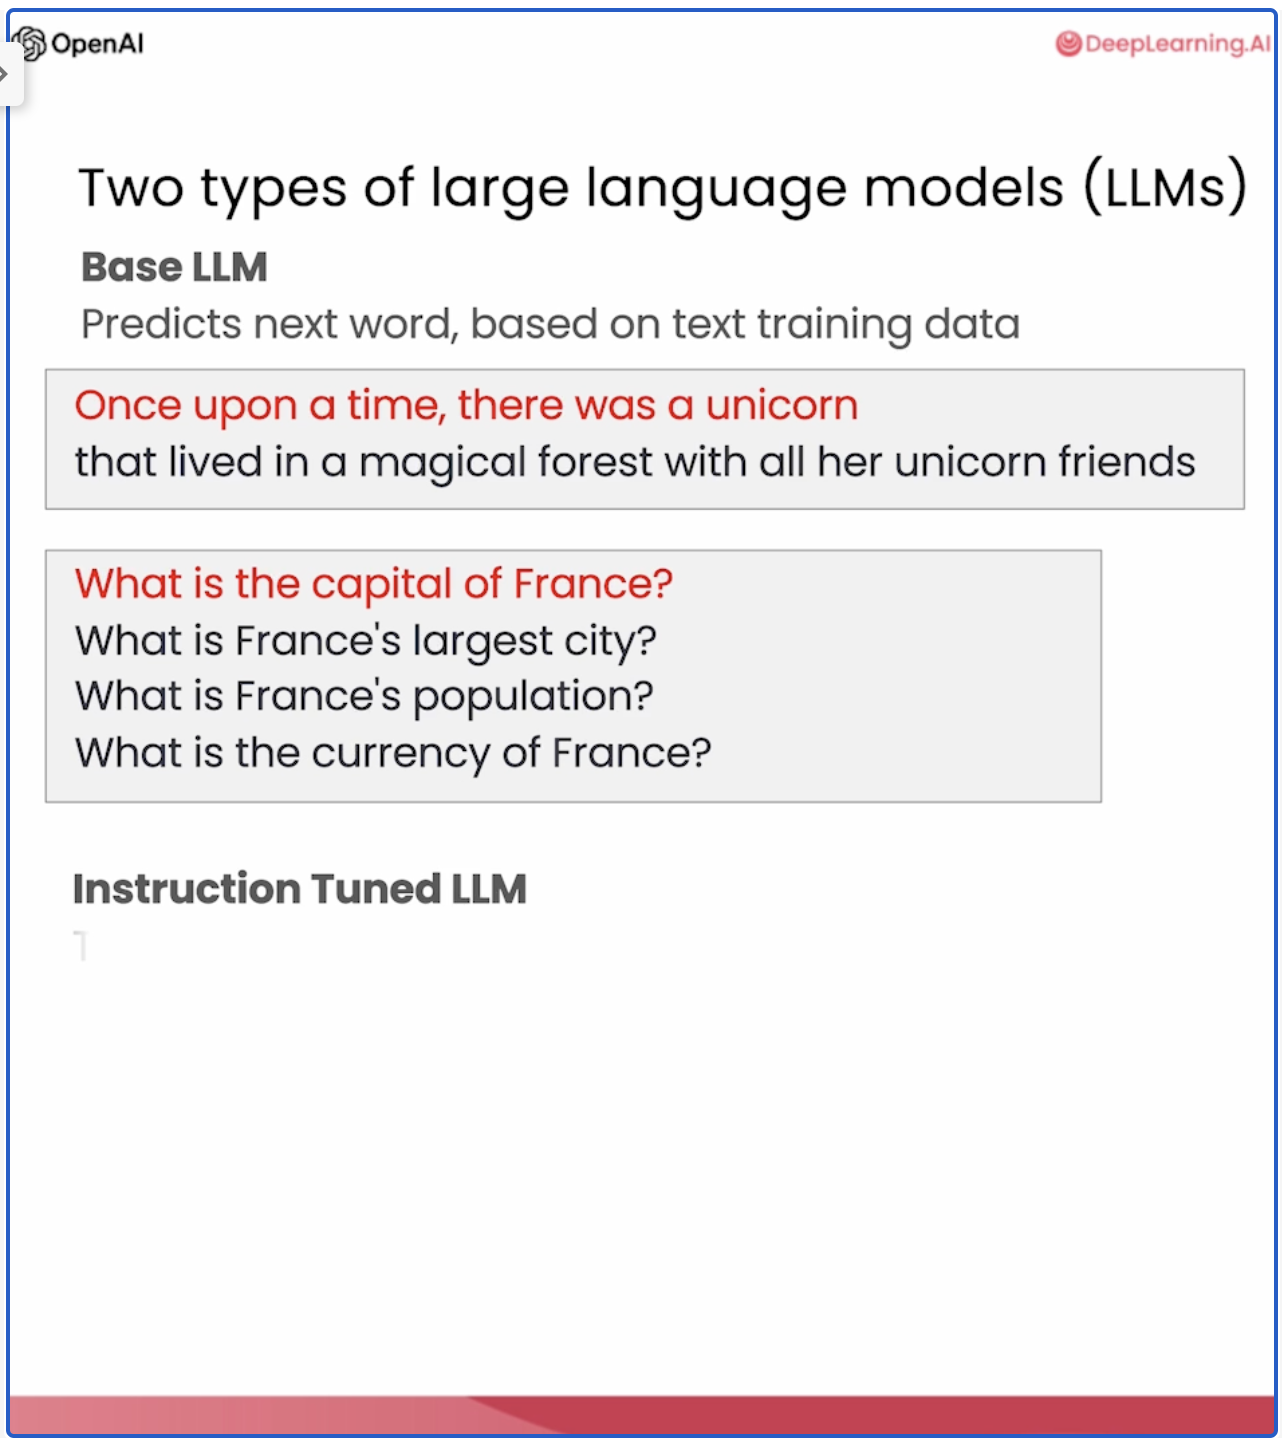 OpenAI
DeepLearning.AI
Two types of large language models (LLMs)
Base LLM
Predicts next word, based on text training data
Once upon a time, there was a unicorn
that lived in a magical forest with all her unicorn friends
What is the capital of France?
What is France's largest city?
What is France's population?
What is the currency of France?
Instruction Tuned LLM